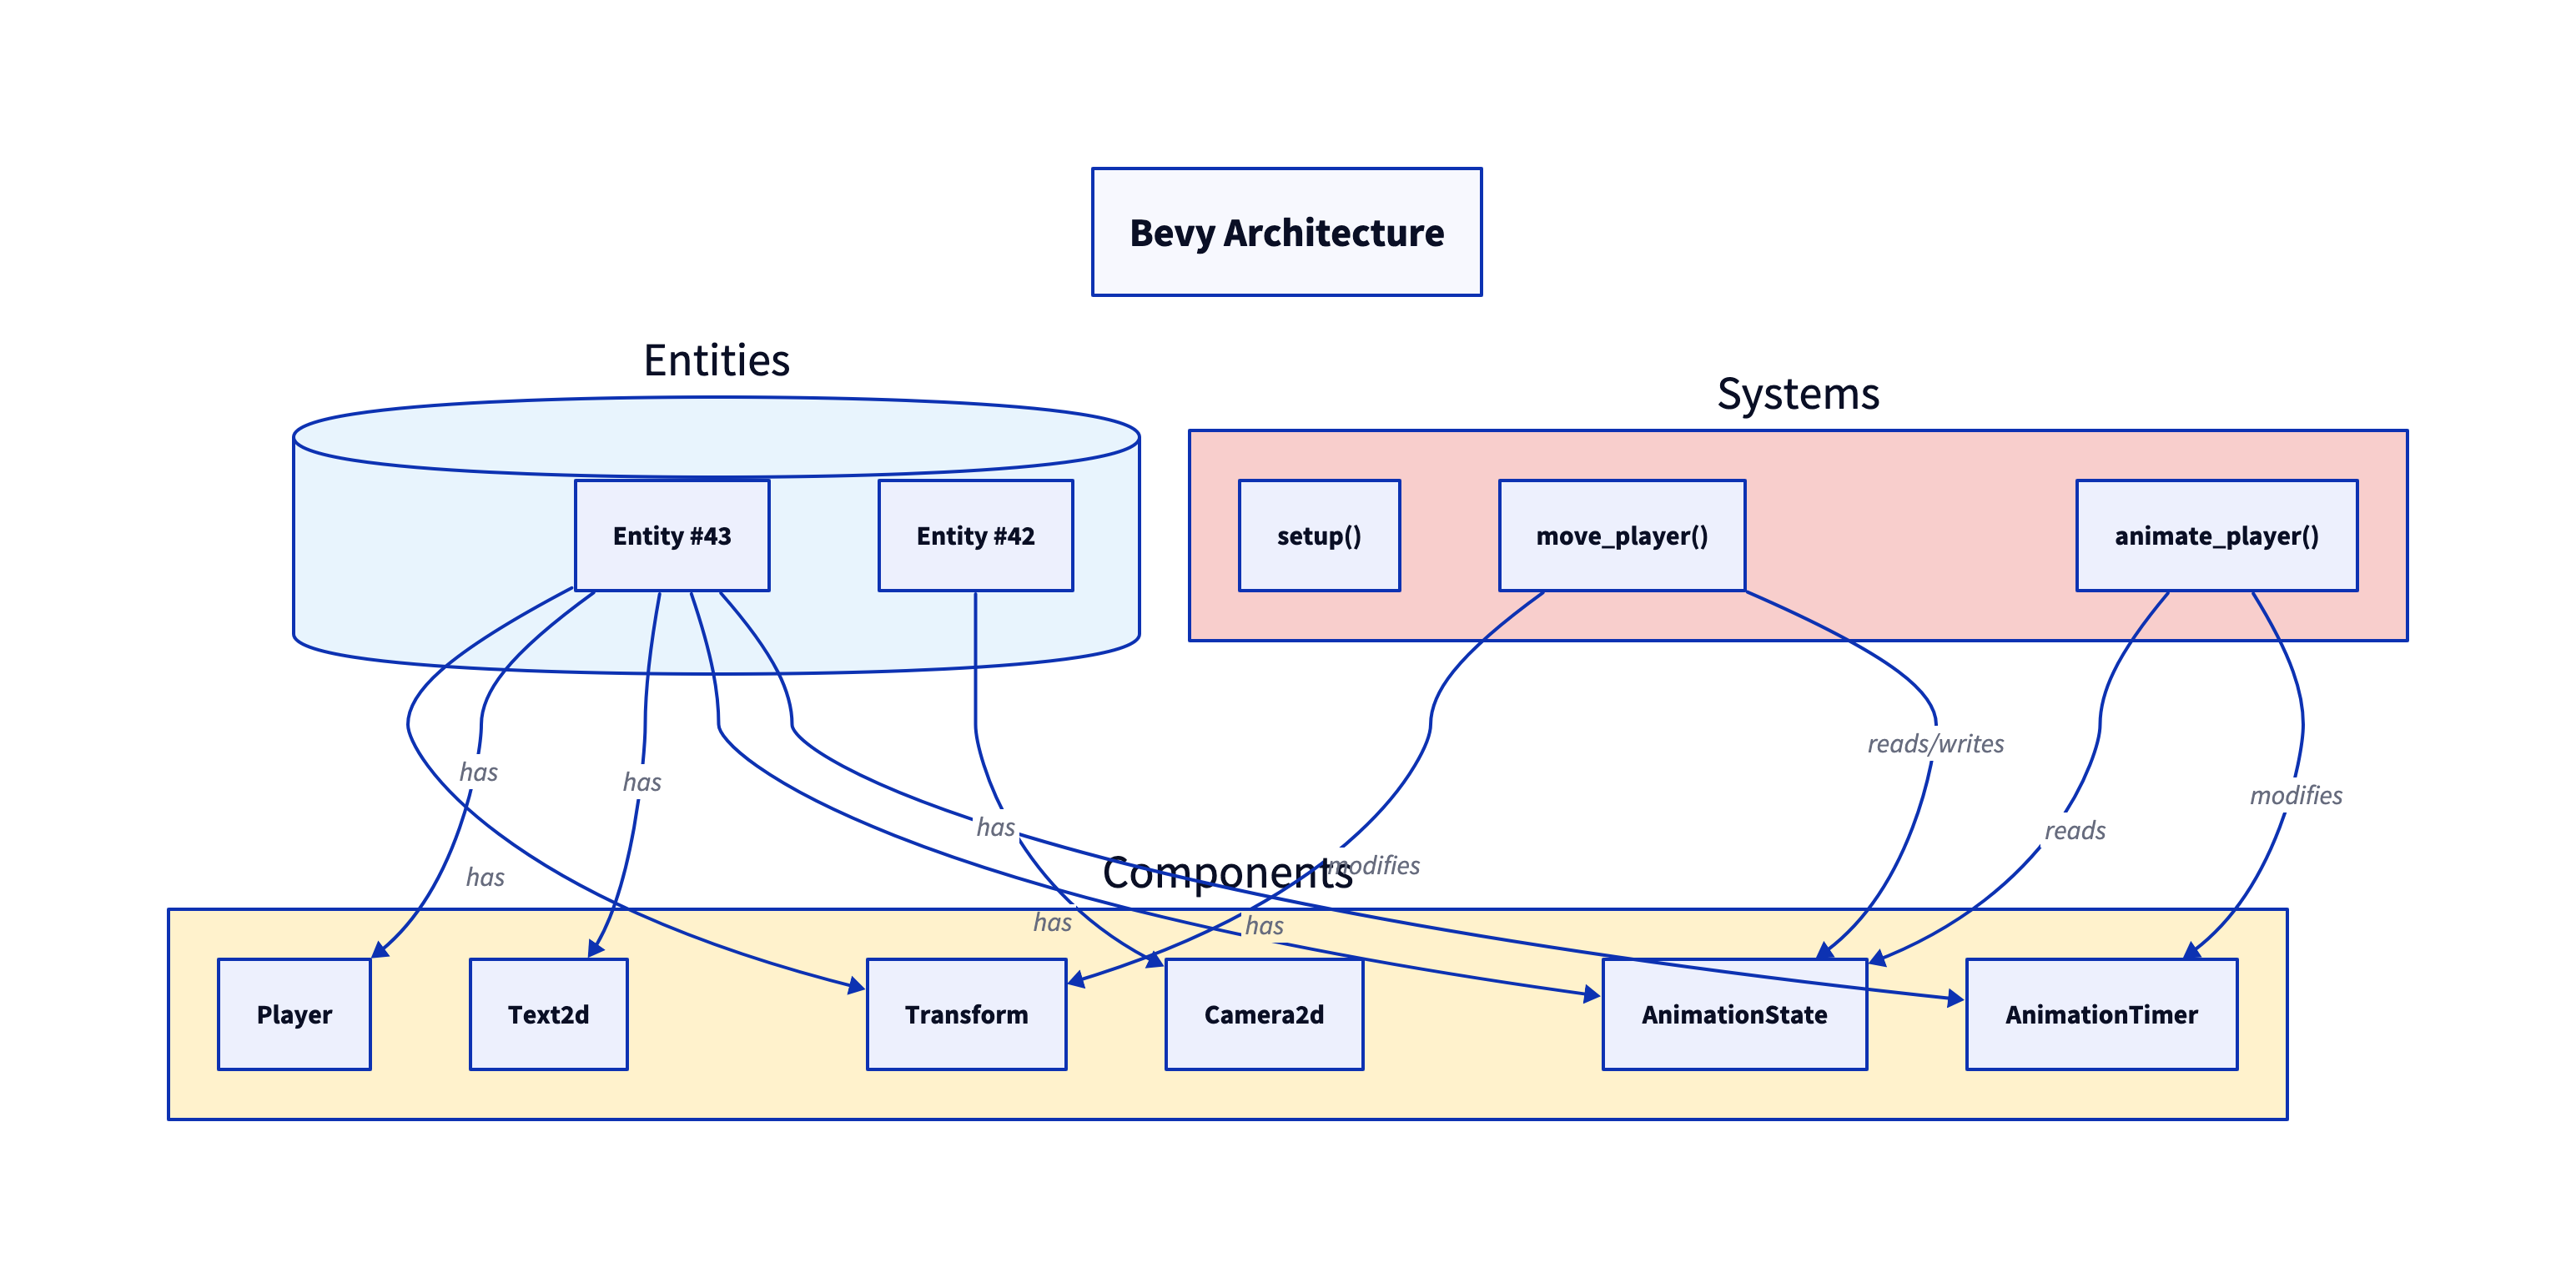 Bevy Architecture
Entities
Systems
Entity #43
Entity #42
setup()
move_player()
animate_player()
reads/writes
has
has
modifies
has
reads
modifies
Components
has
has
has
Player
Text2d
Transform
Camera2d
AnimationState
AnimationTimer